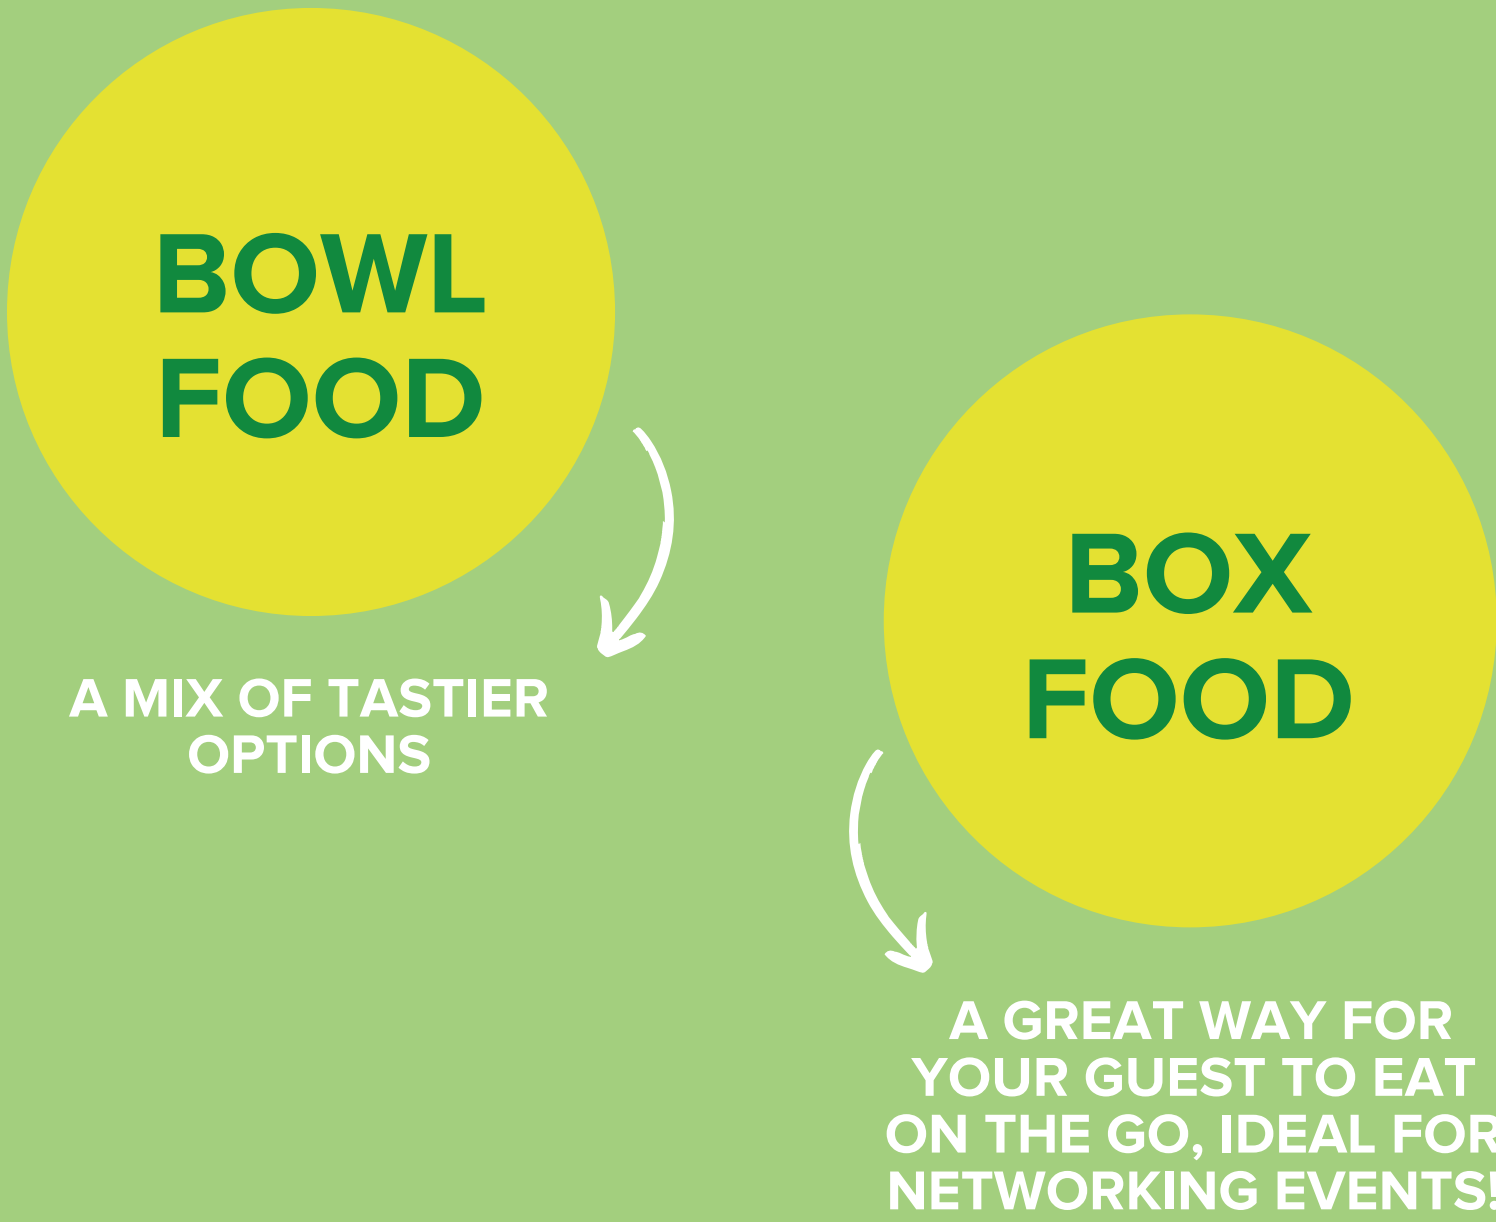 BOWL
FOOD
A MIX OF TASTIER
OPTIONS
BOX
FOOD
A GREAT WAY FOR
YOUR GUEST TO EAT
ON THE GO, IDEAL FOR
NETWORKING EVENTS!